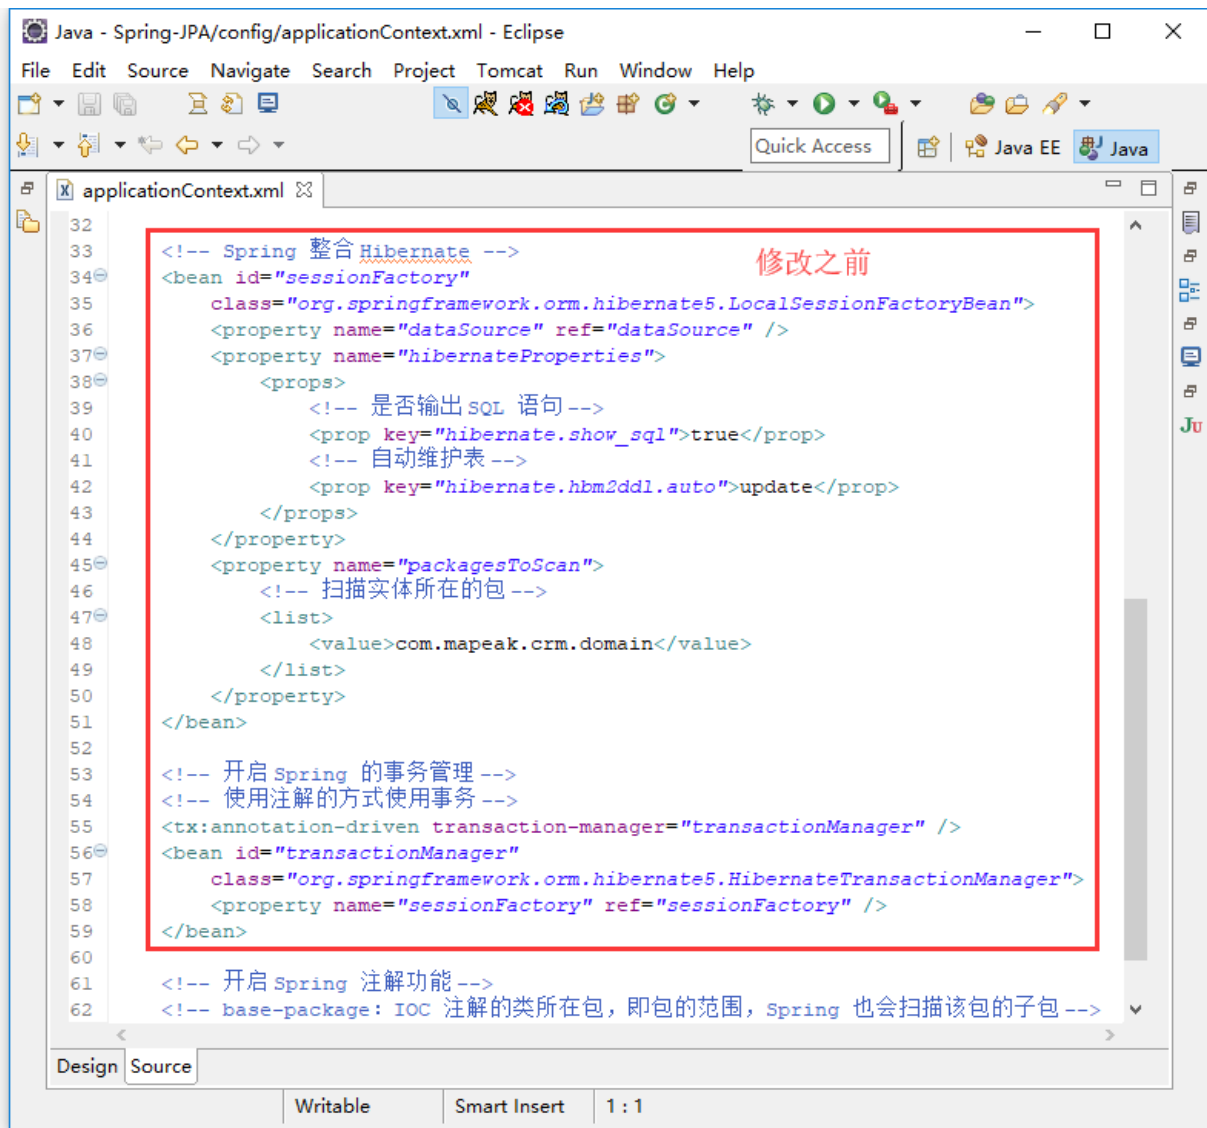 Java - Spring-JPA/config/applicationContext.xml - Eclipse
File Edit Source Navigate Search Project Tomcat Run Window Help
Quick Access Java EE Java
applicationContext.xml
32
33 <!-- Spring 整合 Hibernate -->
修改之前
34 <bean id="sessionFactory"
35 class="org.springframework.orm.hibernate5.LocalSessionFactoryBean">
36 <property name="dataSource" ref="dataSource" />
37 <property name="hibernateProperties">
38 <props>
39 <!-- 是否输出 SQL 语句 -->
40 <prop key="hibernate.show_sql">true</prop>
41 <!-- 自动维护表 -->
42 <prop key="hibernate.hbm2ddl.auto">update</prop>
43 </props>
44 </property>
45 <property name="packagesToScan">
46 <!-- 扫描实体所在的包 -->
47 <list>
48 <value>com.mapeak.crm.domain</value>
49 </list>
50 </property>
51 </bean>
52
53 <!-- 开启 Spring 的事务管理 -->
54 <!-- 使用注解的方式使用事务 -->
55 <tx:annotation-driven transaction-manager="transactionManager" />
56 <bean id="transactionManager"
57 class="org.springframework.orm.hibernate5.HibernateTransactionManager">
58 <property name="sessionFactory" ref="sessionFactory" />
59 </bean>
60
61 <!-- 开启 Spring 注解功能 -->
62 <!-- base-package: IOC 注解的类所在包，即包的范围，Spring 也会扫描该包的子包 -->
Design Source
Writable Smart Insert 1 : 1